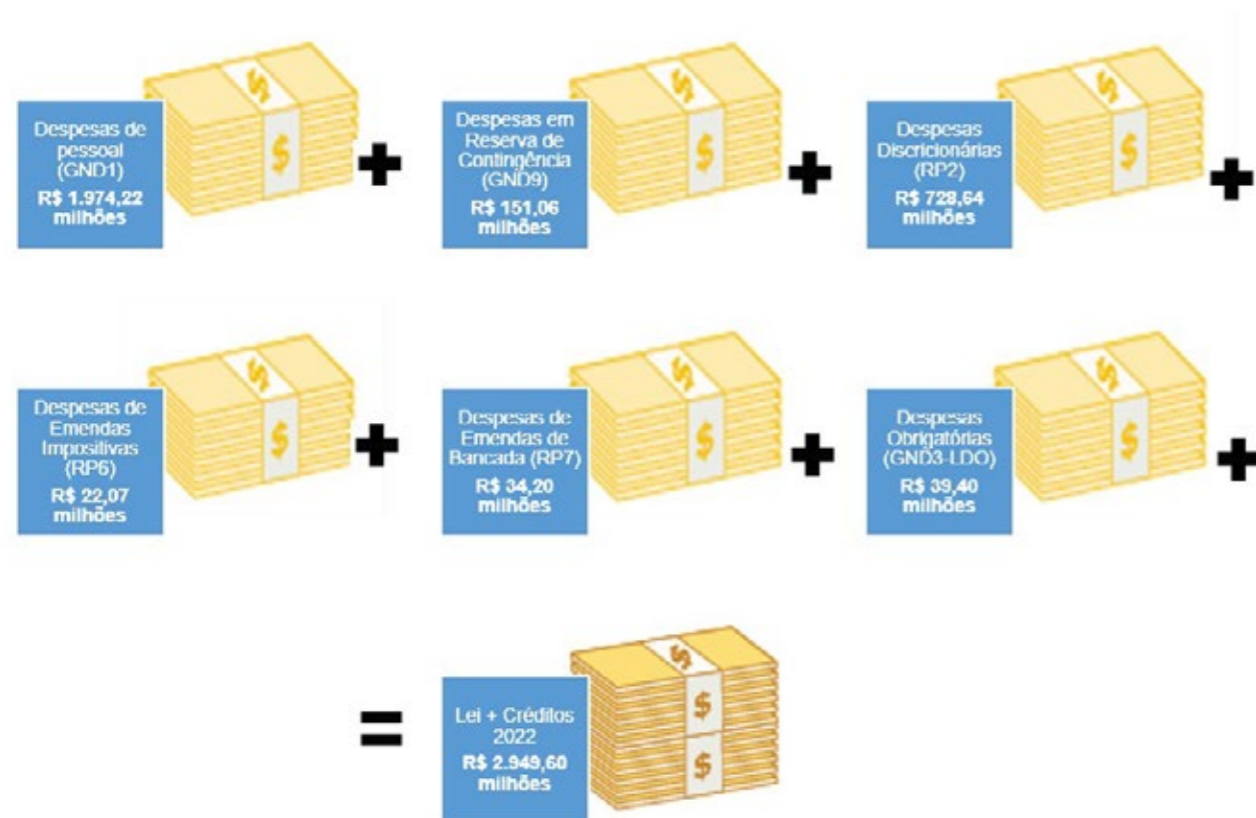 Despesas de
pessoal
(GND1)
R$ 1.974,22
milhões
+
Despesas em
Reserva de
Contingência
(GND9)
R$ 151,06
milhões
+
Despesas
Discricionárias
(RP2)
R$ 728,64
milhões
+
Despesas de
Emendas
Impositivas
(RP6)
R$ 22,07
milhões
+
Despesas de
Emendas de
Bancada (RP7)
R$ 34,20
milhões
+
Despesas
Obrigatórias
(GND3-LDO)
R$ 39,40
milhões
+
=
Lei + Créditos
2022
R$ 2.949,60
milhões